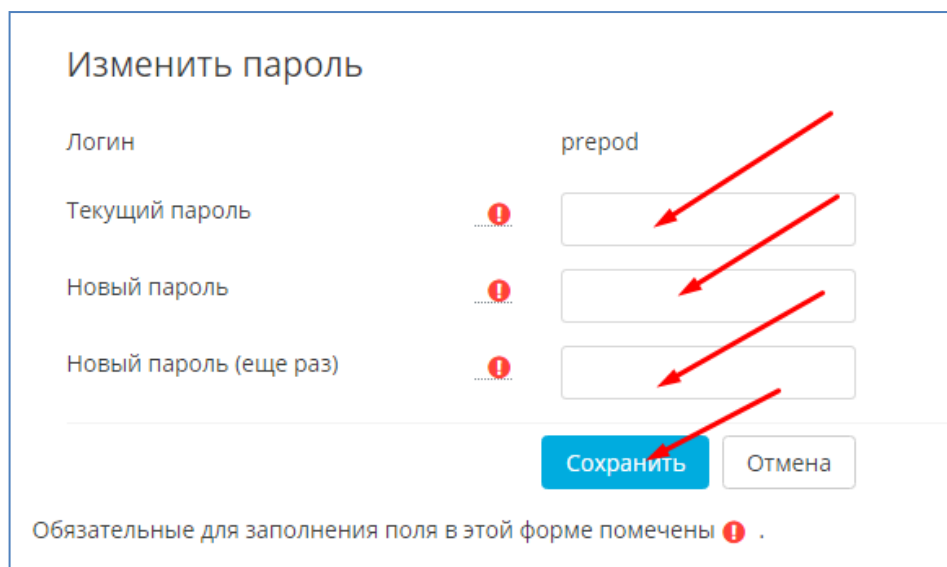 Изменить пароль
Логин prepod
Текущий пароль
Новый пароль
Новый пароль (еще раз)
Сохранить Отмена
Обязательные для заполнения поля в этой форме помечены .